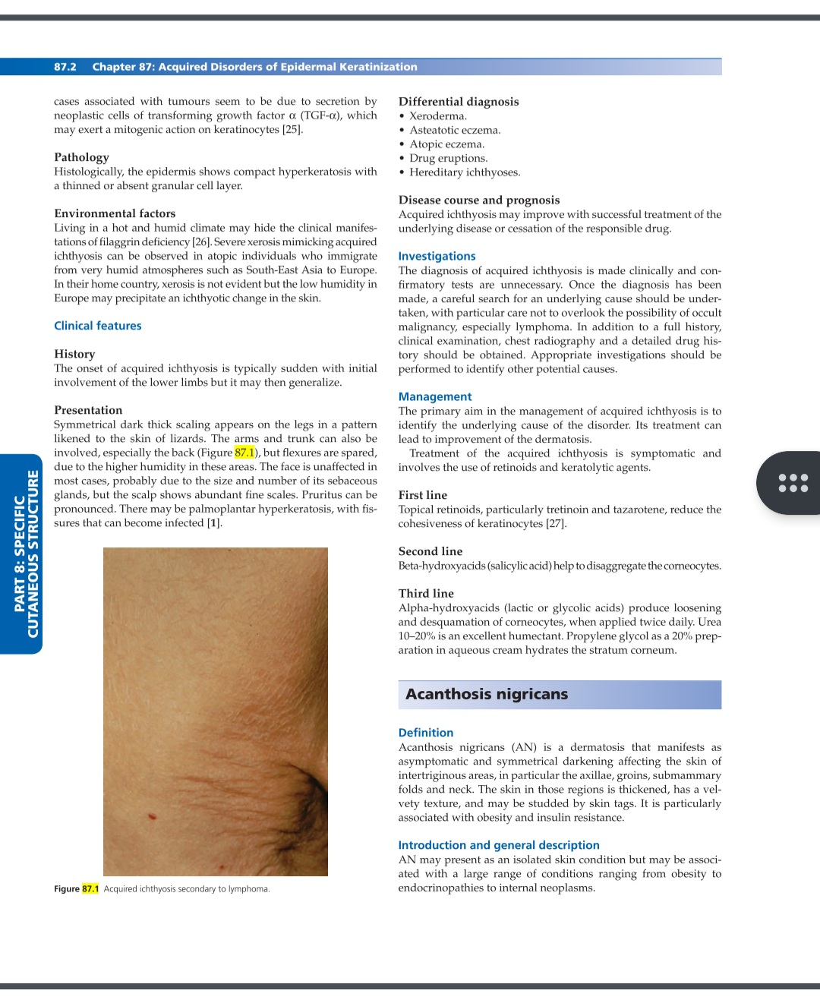 87.2 Chapter 87: Acquired Disorders of Epidermal Keratinization
cases associated with tumours seem to be due to secretion by
neoplastic cells of transforming growth factor α (TGF-α), which
may exert a mitogenic action on keratinocytes [25].
Pathology
Histologically, the epidermis shows compact hyperkeratosis with
a thinned or absent granular cell layer.
Environmental factors
Living in a hot and humid climate may hide the clinical manifes-
tations of filaggrin deficiency [26]. Severe xerosis mimicking acquired
ichthyosis can be observed in atopic individuals who immigrate
from very humid atmospheres such as South-East Asia to Europe.
In their home country, xerosis is not evident but the low humidity in
Europe may precipitate an ichthyotic change in the skin.
Clinical features
History
The onset of acquired ichthyosis is typically sudden with initial
involvement of the lower limbs but it may then generalize.
Presentation
Symmetrical dark thick scaling appears on the legs in a pattern
likened to the skin of lizards. The arms and trunk can also be
involved, especially the back (Figure 87.1), but flexures are spared,
due to the higher humidity in these areas. The face is unaffected in
most cases, probably due to the size and number of its sebaceous
glands, but the scalp shows abundant fine scales. Pruritus can be
pronounced. There may be palmoplantar hyperkeratosis, with fis-
sures that can become infected [1].
Figure 87.1 Acquired ichthyosis secondary to lymphoma.
Differential diagnosis
• Xeroderma.
• Asteatotic eczema.
• Atopic eczema.
• Drug eruptions.
• Hereditary ichthyoses.
Disease course and prognosis
Acquired ichthyosis may improve with successful treatment of the
underlying disease or cessation of the responsible drug.
Investigations
The diagnosis of acquired ichthyosis is made clinically and con-
firmatory tests are unnecessary. Once the diagnosis has been
made, a careful search for an underlying cause should be under-
taken, with particular care not to overlook the possibility of occult
malignancy, especially lymphoma. In addition to a full history,
clinical examination, chest radiography and a detailed drug his-
tory should be obtained. Appropriate investigations should be
performed to identify other potential causes.
Management
The primary aim in the management of acquired ichthyosis is to
identify the underlying cause of the disorder. Its treatment can
lead to improvement of the dermatosis.
Treatment of the acquired ichthyosis is symptomatic and
involves the use of retinoids and keratolytic agents.
First line
Topical retinoids, particularly tretinoin and tazarotene, reduce the
cohesiveness of keratinocytes [27].
Second line
Beta-hydroxyacids (salicylic acid) help to disaggregate the corneocytes.
Third line
Alpha-hydroxyacids (lactic or glycolic acids) produce loosening
and desquamation of corneocytes, when applied twice daily. Urea
10–20% is an excellent humectant. Propylene glycol as a 20% prep-
aration in aqueous cream hydrates the stratum corneum.
Acanthosis nigricans
Definition
Acanthosis nigricans (AN) is a dermatosis that manifests as
asymptomatic and symmetrical darkening affecting the skin of
intertriginous areas, in particular the axillae, groins, submammary
folds and neck. The skin in those regions is thickened, has a vel-
vety texture, and may be studded by skin tags. It is particularly
associated with obesity and insulin resistance.
Introduction and general description
AN may present as an isolated skin condition but may be associ-
ated with a large range of conditions ranging from obesity to
endocrinopathies to internal neoplasms.
PART 8: SPECIFIC
CUTANEOUS STRUCTURE